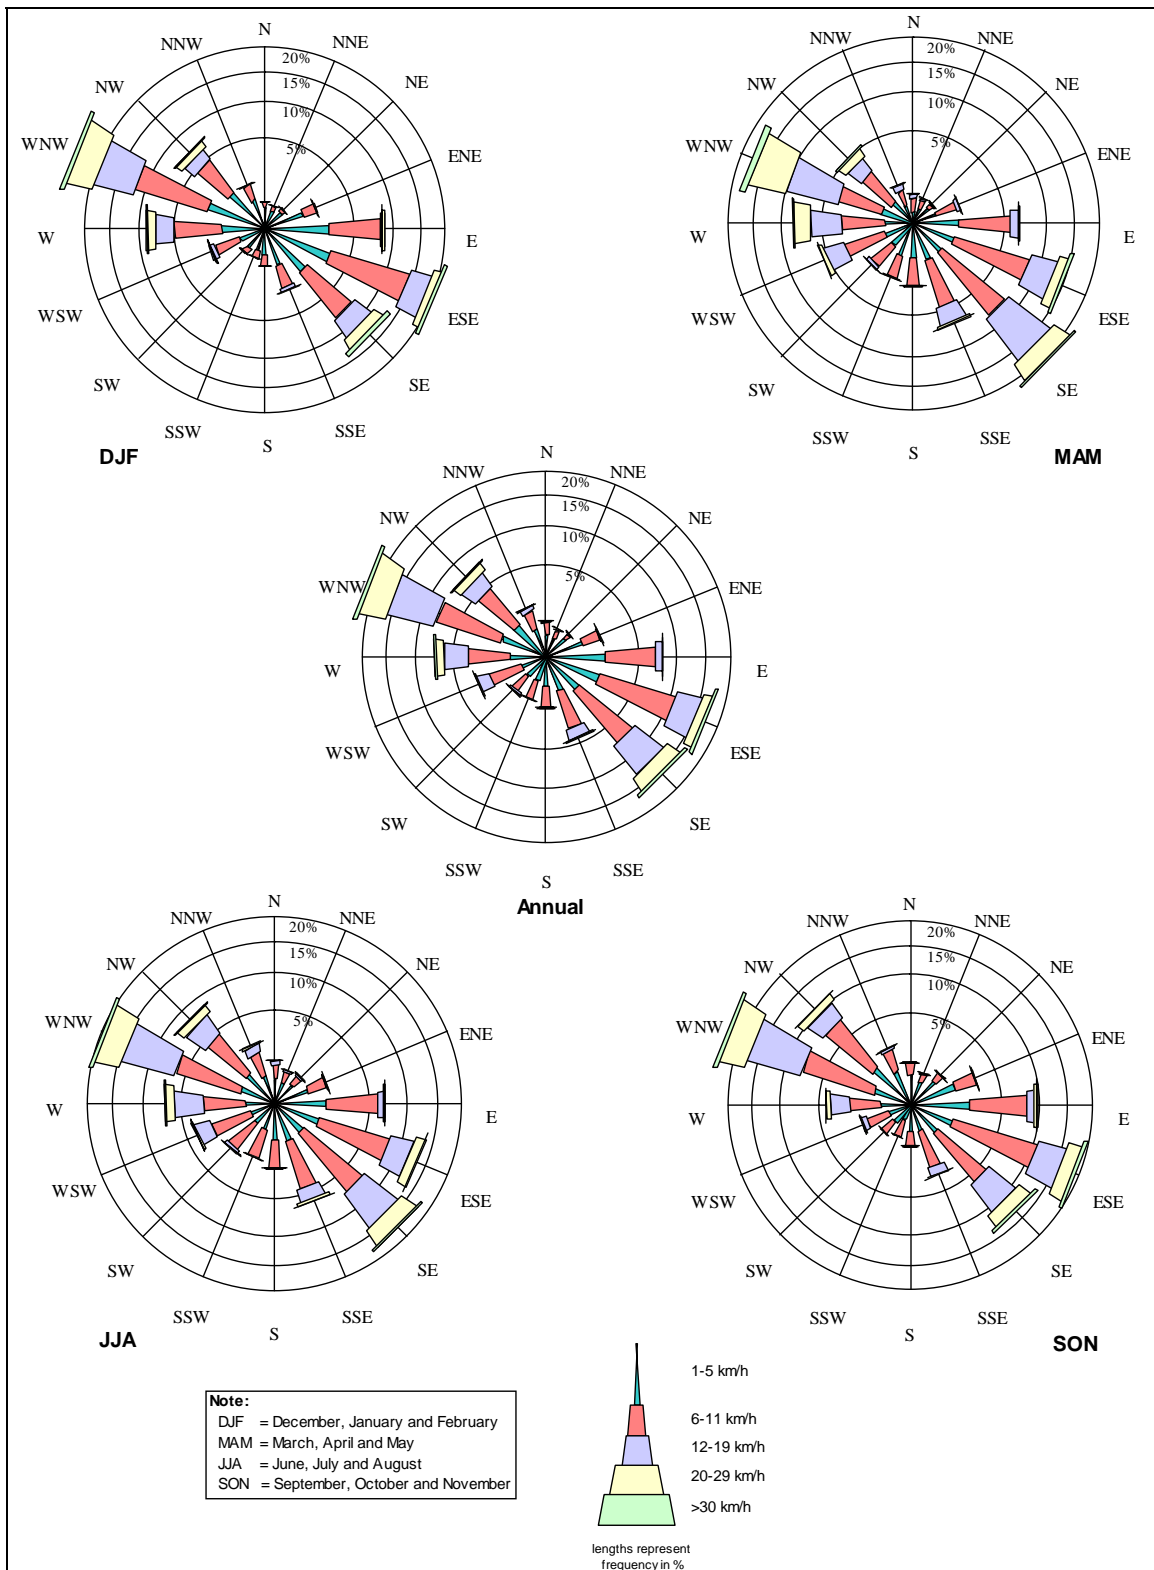 N
NNW
NNE
20%
NW
15%
NE
10%
WNW
5%
ENE
W
E
WSW
ESE
SW
SE
SSW
SSE
S
DJF
N
NNW
NNE
20%
NW
15%
NE
10%
WNW
5%
ENE
W
E
WSW
ESE
SW
SE
SSW
SSE
S
MAM
N
NNW
NNE
20%
NW
15%
NE
10%
WNW
5%
ENE
W
E
WSW
ESE
SW
SE
SSW
SSE
S
Annual
N
NNW
NNE
20%
NW
15%
NE
10%
WNW
5%
ENE
W
E
WSW
ESE
SW
SE
SSW
SSE
S
JJA
N
NNW
NNE
20%
NW
15%
NE
10%
WNW
5%
ENE
W
E
WSW
ESE
SW
SE
SSW
SSE
S
SON
Note:
DJF = December, January and February
MAM = March, April and May
JJA = June, July and August
SON = September, October and November
1-5 km/h
6-11 km/h
12-19 km/h
20-29 km/h
>30 km/h
lengths represent
frequency in %